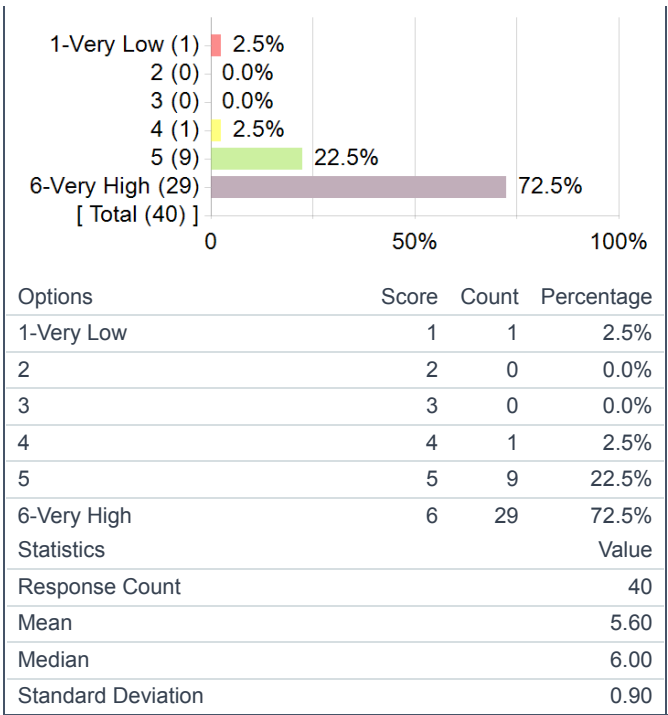 1-Very Low (1) 2.5%
2 (0) 0.0%
3 (0) 0.0%
4 (1) 2.5%
5 (9) 22.5%
6-Very High (29) 72.5%
[ Total (40) ]
0 50% 100%
Options Score Count Percentage
1-Very Low 1 1 2.5%
2 2 0 0.0%
3 3 0 0.0%
4 4 1 2.5%
5 5 9 22.5%
6-Very High 6 29 72.5%
Statistics Value
Response Count 40
Mean 5.60
Median 6.00
Standard Deviation 0.90